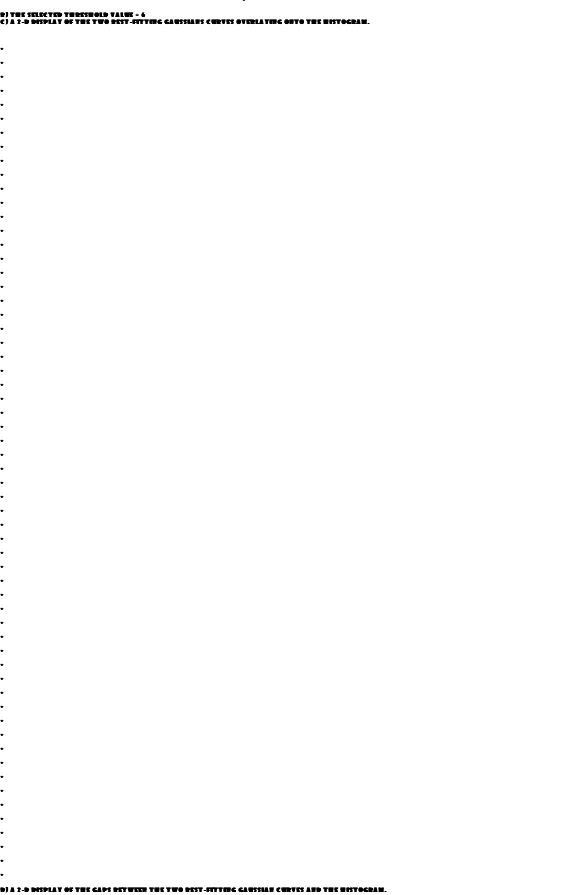 B) THE SELECTED THRESHOLD VALUE = 6
C) A 2-D DISPLAY OF THE TWO BEST-FITTING GAUSSIANS CURVES OVERLAYING ONTO THE HISTOGRAM.
D) A 2-D DISPLAY OF THE GAPS BETWEEN THE TWO BEST-FITTING GAUSSIAN CURVES AND THE HISTOGRAM.